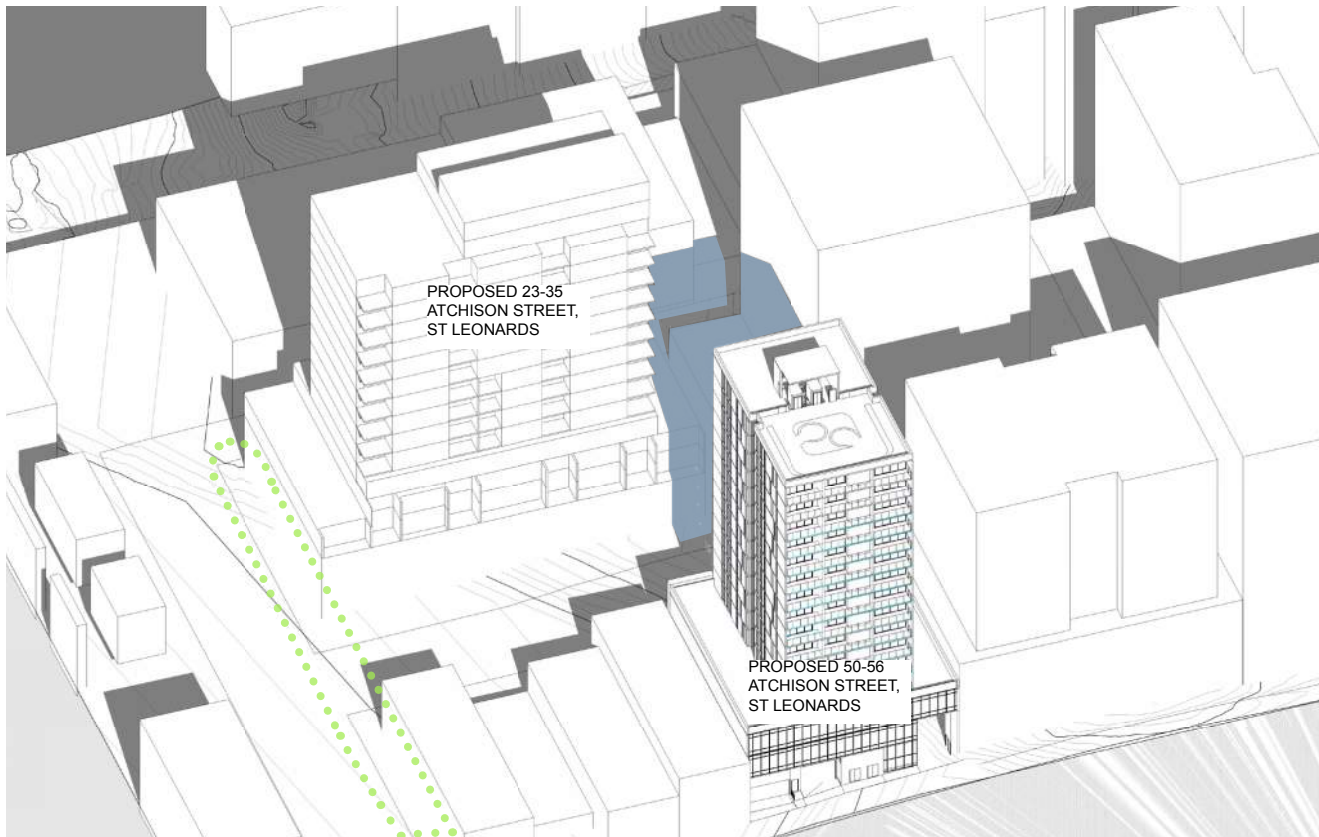 PROPOSED 23-35
ATCHISON STREET,
ST LEONARDS
PROPOSED 50-56
ATCHISON STREET,
ST LEONARDS